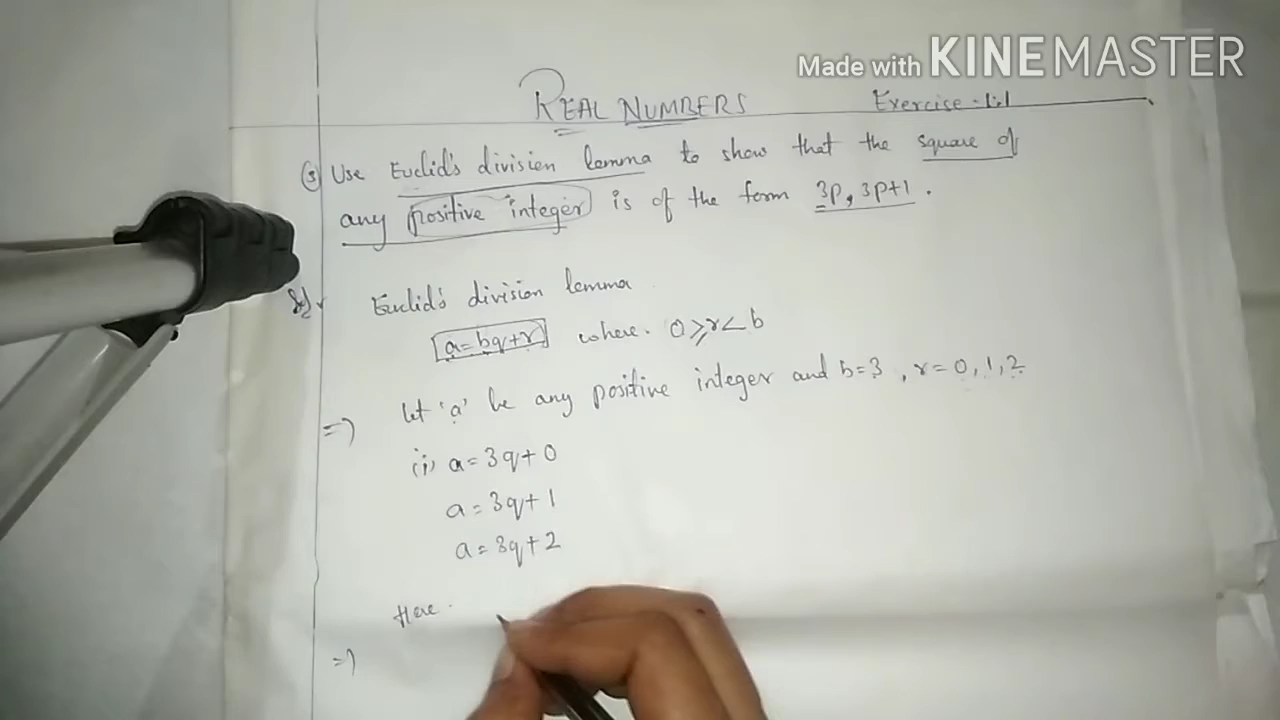 Made with KINEMASTER
REAL NUMBERS Exercise - 1.1
(3) Use Euclid's division lemma to show that the square of
any positive integer is of the form 3p, 3p+1.
Sol Euclid's division lemma
a=bq+r where. 0≥r<b
=) let 'a' be any positive integer and b=3, r=0,1,2
(i) a=3q+0
a=3q+1
a=3q+2
Here.
=)